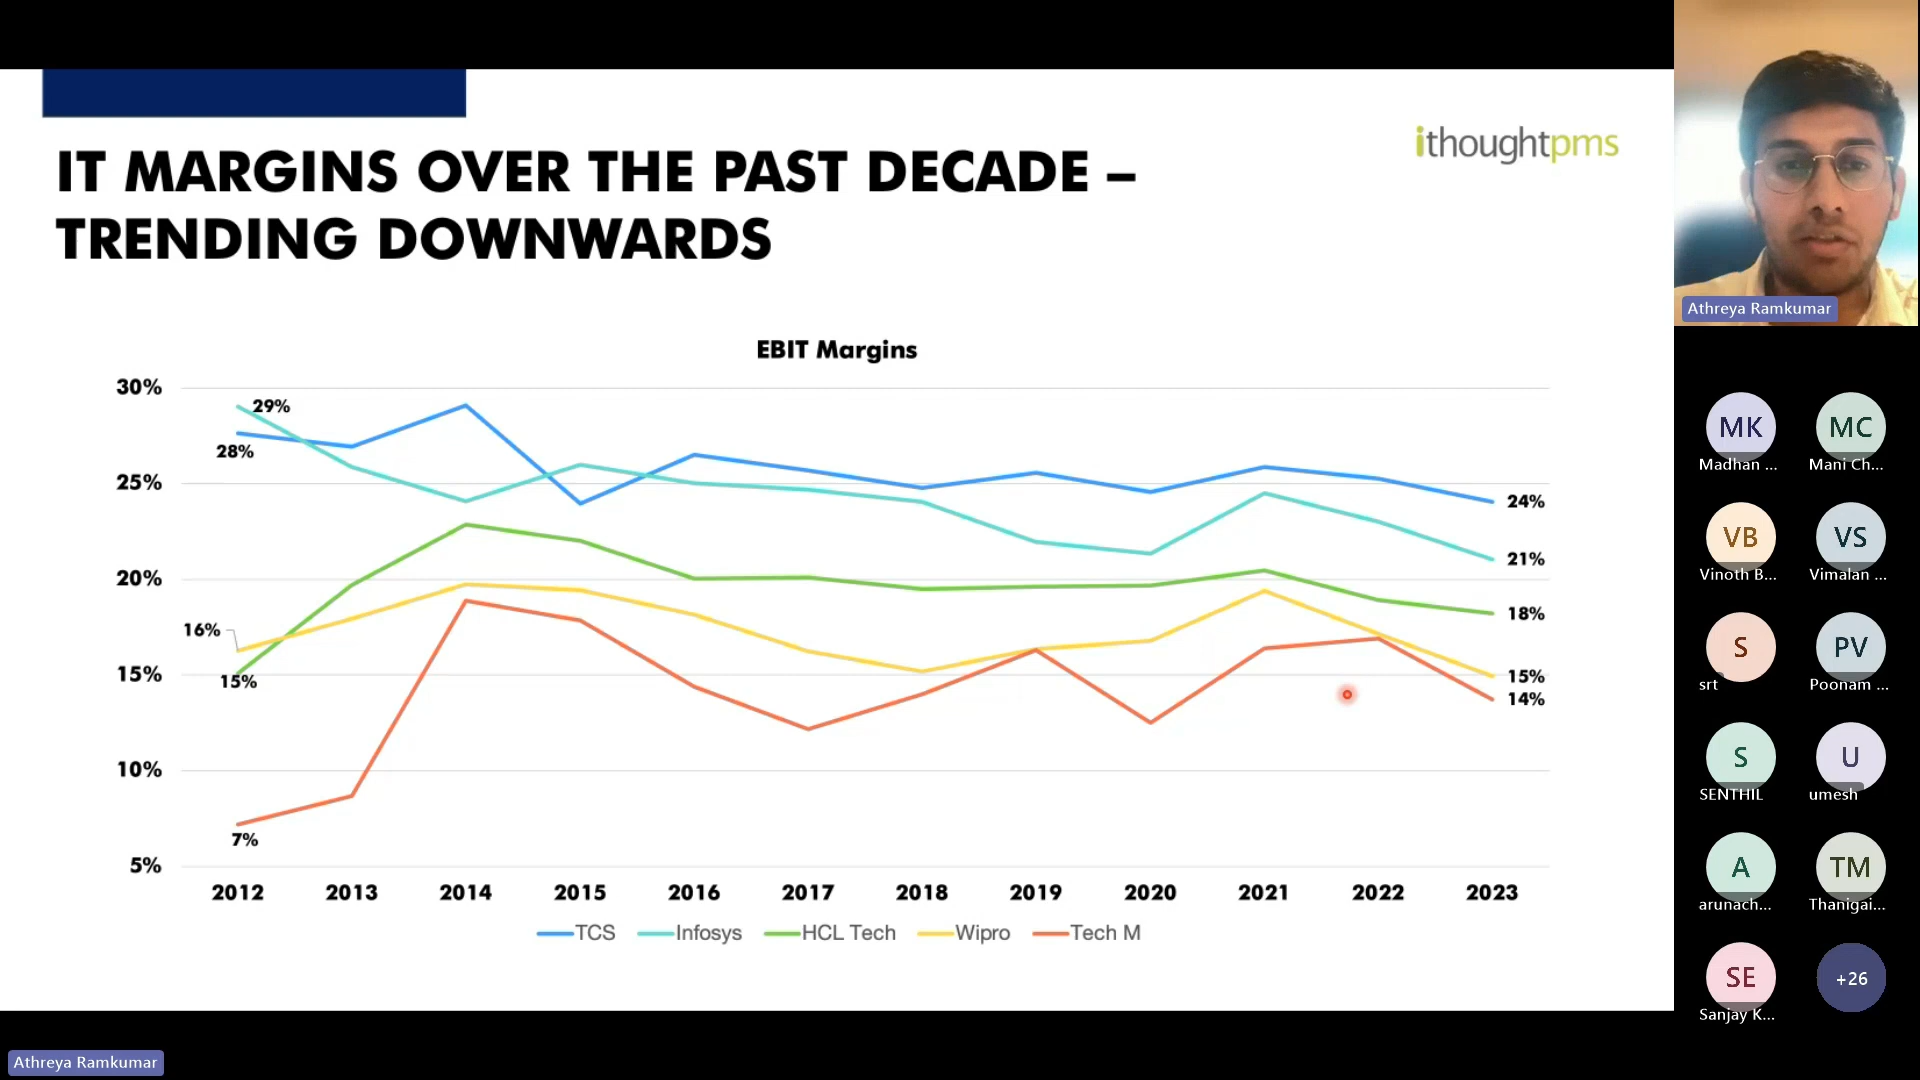 IT MARGINS OVER THE PAST DECADE –
TRENDING DOWNWARDS
ithoughtpms
EBIT Margins
30%
25%
20%
15%
10%
5%
29%
28%
16%
15%
7%
24%
21%
18%
15%
14%
2012 2013 2014 2015 2016 2017 2018 2019 2020 2021 2022 2023
TCS Infosys HCL Tech Wipro Tech M
Athreya Ramkumar
MK MC
Madhan ... Mani Ch...
VB VS
Vinoth B... Vimalan ...
S PV
srt Poonam ...
S U
SENTHIL umesh
A TM
arunach... Thanigai...
SE +26
Sanjay K...
Athreya Ramkumar